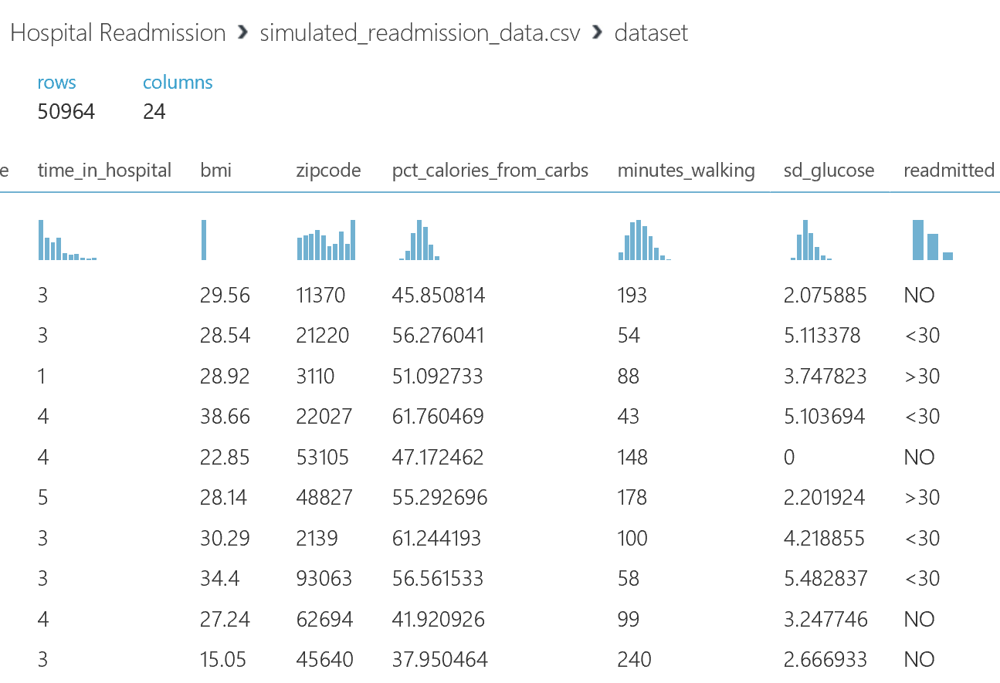 Hospital Readmission > simulated_readmission_data.csv > dataset
rows columns
50964 24
e time_in_hospital bmi zipcode pct_calories_from_carbs minutes_walking sd_glucose readmitted
3 29.56 11370 45.850814 193 2.075885 NO
3 28.54 21220 56.276041 54 5.113378 <30
1 28.92 3110 51.092733 88 3.747823 >30
4 38.66 22027 61.760469 43 5.103694 <30
4 22.85 53105 47.172462 148 0 NO
5 28.14 48827 55.292696 178 2.201924 >30
3 30.29 2139 61.244193 100 4.218855 <30
3 34.4 93063 56.561533 58 5.482837 <30
4 27.24 62694 41.920926 99 3.247746 NO
3 15.05 45640 37.950464 240 2.666933 NO